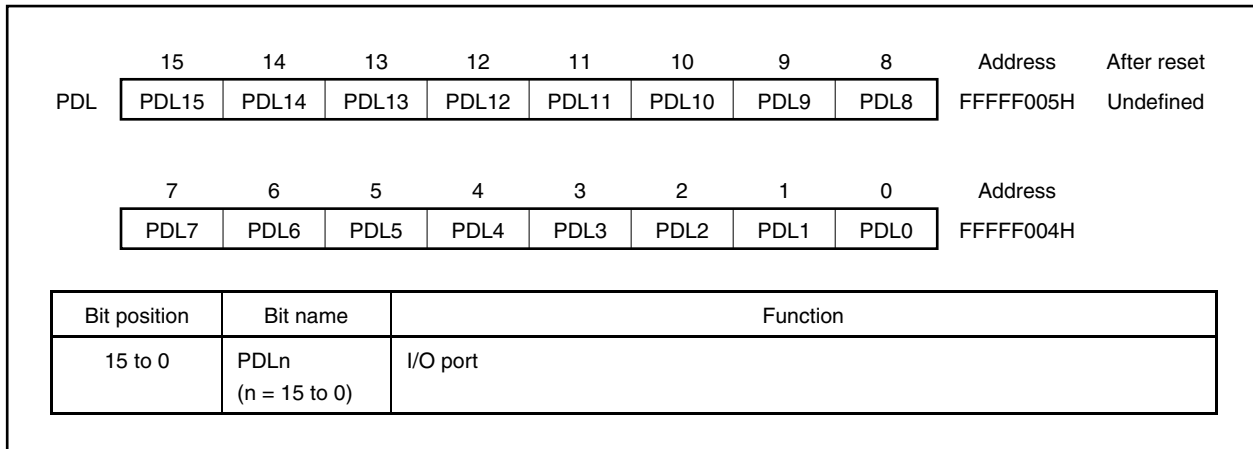 15 14 13 12 11 10 9 8 Address After reset
PDL PDL15 PDL14 PDL13 PDL12 PDL11 PDL10 PDL9 PDL8 FFFFF005H Undefined
7 6 5 4 3 2 1 0 Address
PDL7 PDL6 PDL5 PDL4 PDL3 PDL2 PDL1 PDL0 FFFFF004H
Bit position Bit name Function
15 to 0 PDLn I/O port
(n = 15 to 0)